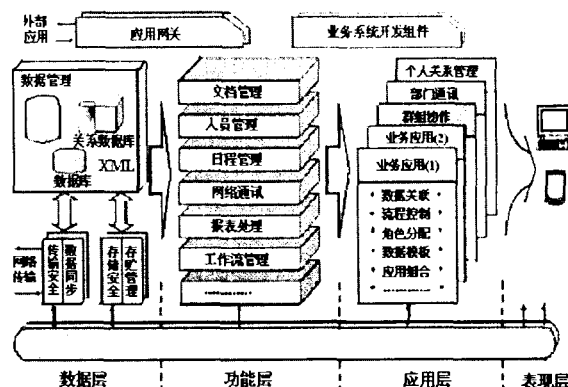 外部
应用
应用网关
业务系统开发组件
数据管理
关系数据库
XML
数据库
网络
传输
传输安全
数据同步
存储安全
存贮管理
文档管理
人员管理
日程管理
网络通讯
报表处理
工作流管理
个人关系管理
部门通讯
群组协作
业务应用(2)
业务应用(1)
数据关联
流程控制
角色分配
数据模板
应用组合
数据层
功能层
应用层
表现层